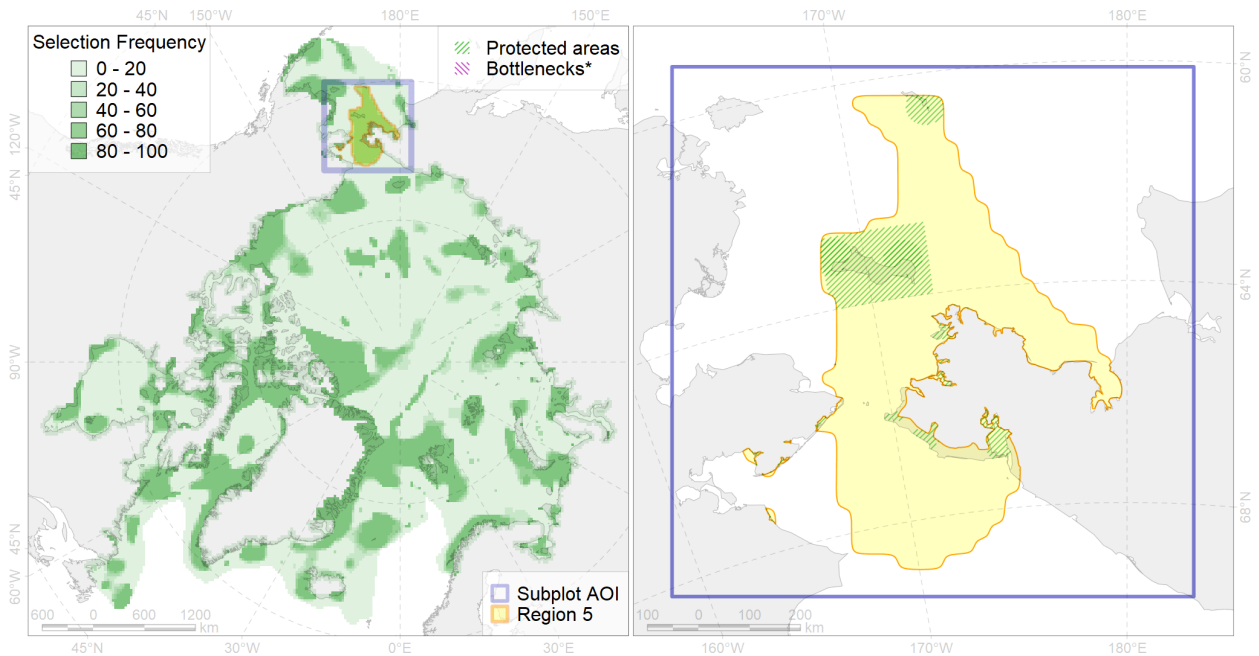 45°N 150°W 180°E 150°E 170°W 180°E
Selection Frequency
0 - 20
20 - 40
40 - 60
60 - 80
80 - 100
Protected areas
Bottlenecks*
120°W
45°N
90°W
45°N
60°W
60°N
64°N
68°N
Subplot AOI
Region 5
600 0 600 1200
km
100 0 100 200
km
45°N 30°W 0°E 30°E 160°W 170°W 180°E